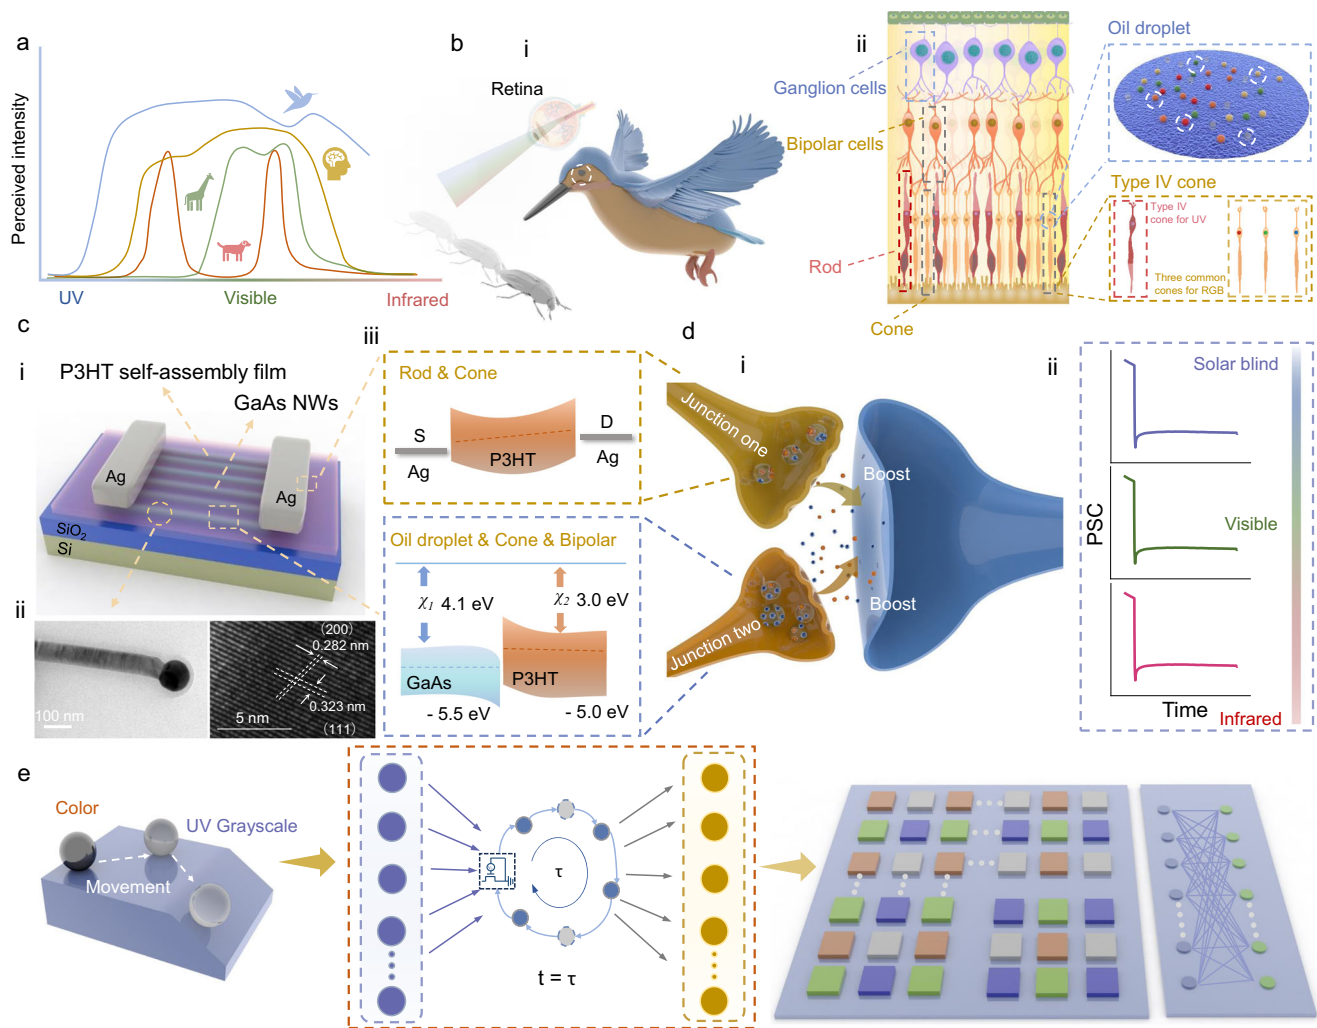 a
Perceived intensity
UV
Visible
Infrared
b
i
Retina
ii
Ganglion cells
Bipolar cells
Rod
Cone
Oil droplet
Type IV cone
Type IV
cone for UV
Three common
cones for RGB
c
i
P3HT self-assembly film
GaAs NWs
Ag
Ag
SiO₂
Si
ii
100 nm
5 nm
(200)
0.282 nm
0.323 nm
(111)
iii
Rod & Cone
S
Ag
P3HT
D
Ag
Oil droplet & Cone & Bipolar
χ₁ 4.1 eV
χ₂ 3.0 eV
GaAs
P3HT
- 5.5 eV
- 5.0 eV
d
i
Junction one
Boost
Boost
Junction two
ii
Solar blind
Visible
PSC
Time
Infrared
e
Color
UV Grayscale
Movement
τ
t = τ